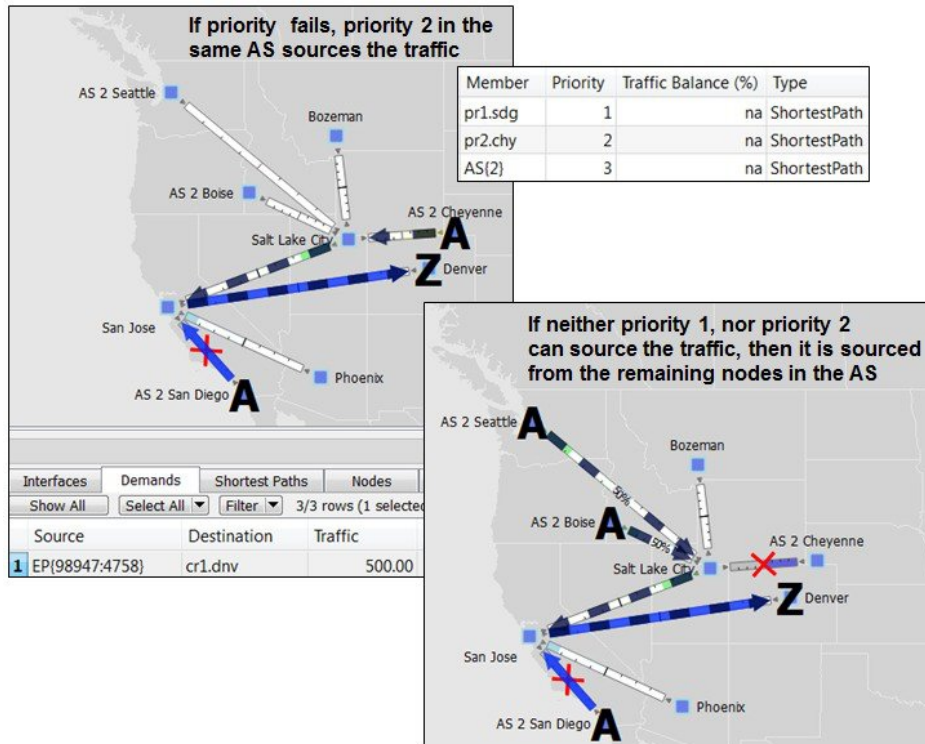 If priority fails, priority 2 in the
same AS sources the traffic
AS 2 Seattle
Bozeman
AS 2 Boise
AS 2 Cheyenne
A
Salt Lake City
Z
Denver
San Jose
Phoenix
AS 2 San Diego
A
Member Priority Traffic Balance (%) Type
pr1.sdg 1 na ShortestPath
pr2.chy 2 na ShortestPath
AS{2} 3 na ShortestPath
Interfaces Demands Shortest Paths Nodes
Show All Select All Filter 3/3 rows (1 selected
Source Destination Traffic
1 EP{98947:4758} cr1.dnv 500.00
If neither priority 1, nor priority 2
can source the traffic, then it is sourced
from the remaining nodes in the AS
AS 2 Seattle
A
Bozeman
50%
AS 2 Boise
A
50%
AS 2 Cheyenne
Salt Lake City
Z
Denver
San Jose
Phoenix
AS 2 San Diego
A